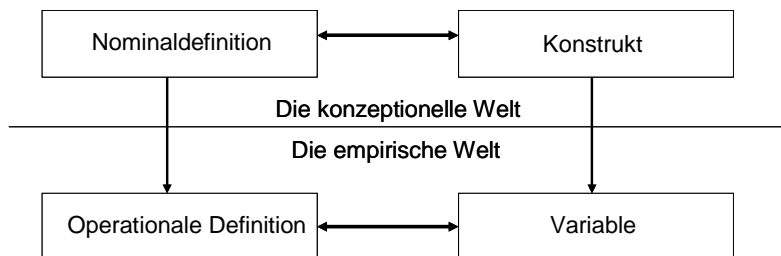 Nominaldefinition
Konstrukt
Die konzeptionelle Welt
Die empirische Welt
Operationale Definition
Variable